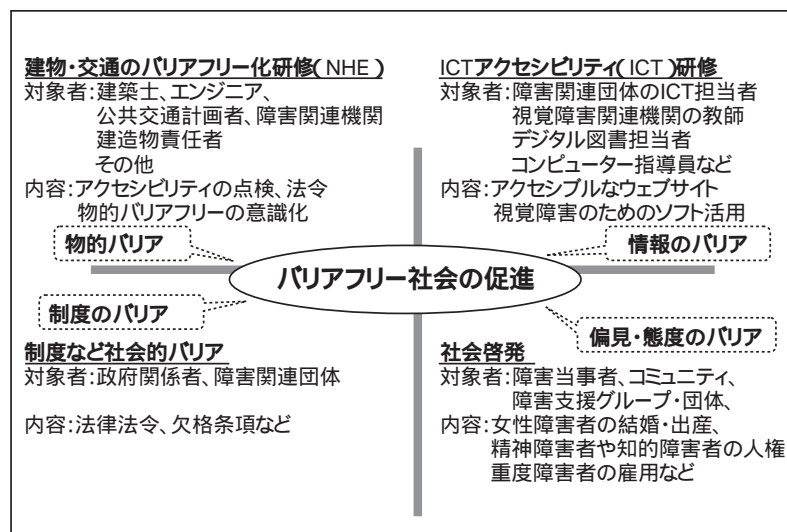 建物・交通のバリアフリー化研修(NHE)
対象者:建築士、エンジニア、
公共交通計画者、障害関連機関
建造物責任者
その他
内容:アクセシビリティの点検、法令
物的バリアフリーの意識化
物的バリア
ICTアクセシビリティ(ICT)研修
対象者:障害関連団体のICT担当者
視覚障害関連機関の教師
デジタル図書担当者
コンピューター指導員など
内容:アクセシブルなウェブサイト
視覚障害のためのソフト活用
情報のバリア
バリアフリー社会の促進
制度のバリア
制度など社会的バリア
対象者:政府関係者、障害関連団体
内容:法律法令、欠格条項など
偏見・態度のバリア
社会啓発
対象者:障害当事者、コミュニティ、
障害支援グループ・団体、
内容:女性障害者の結婚・出産、
精神障害者や知的障害者の人権
重度障害者の雇用など